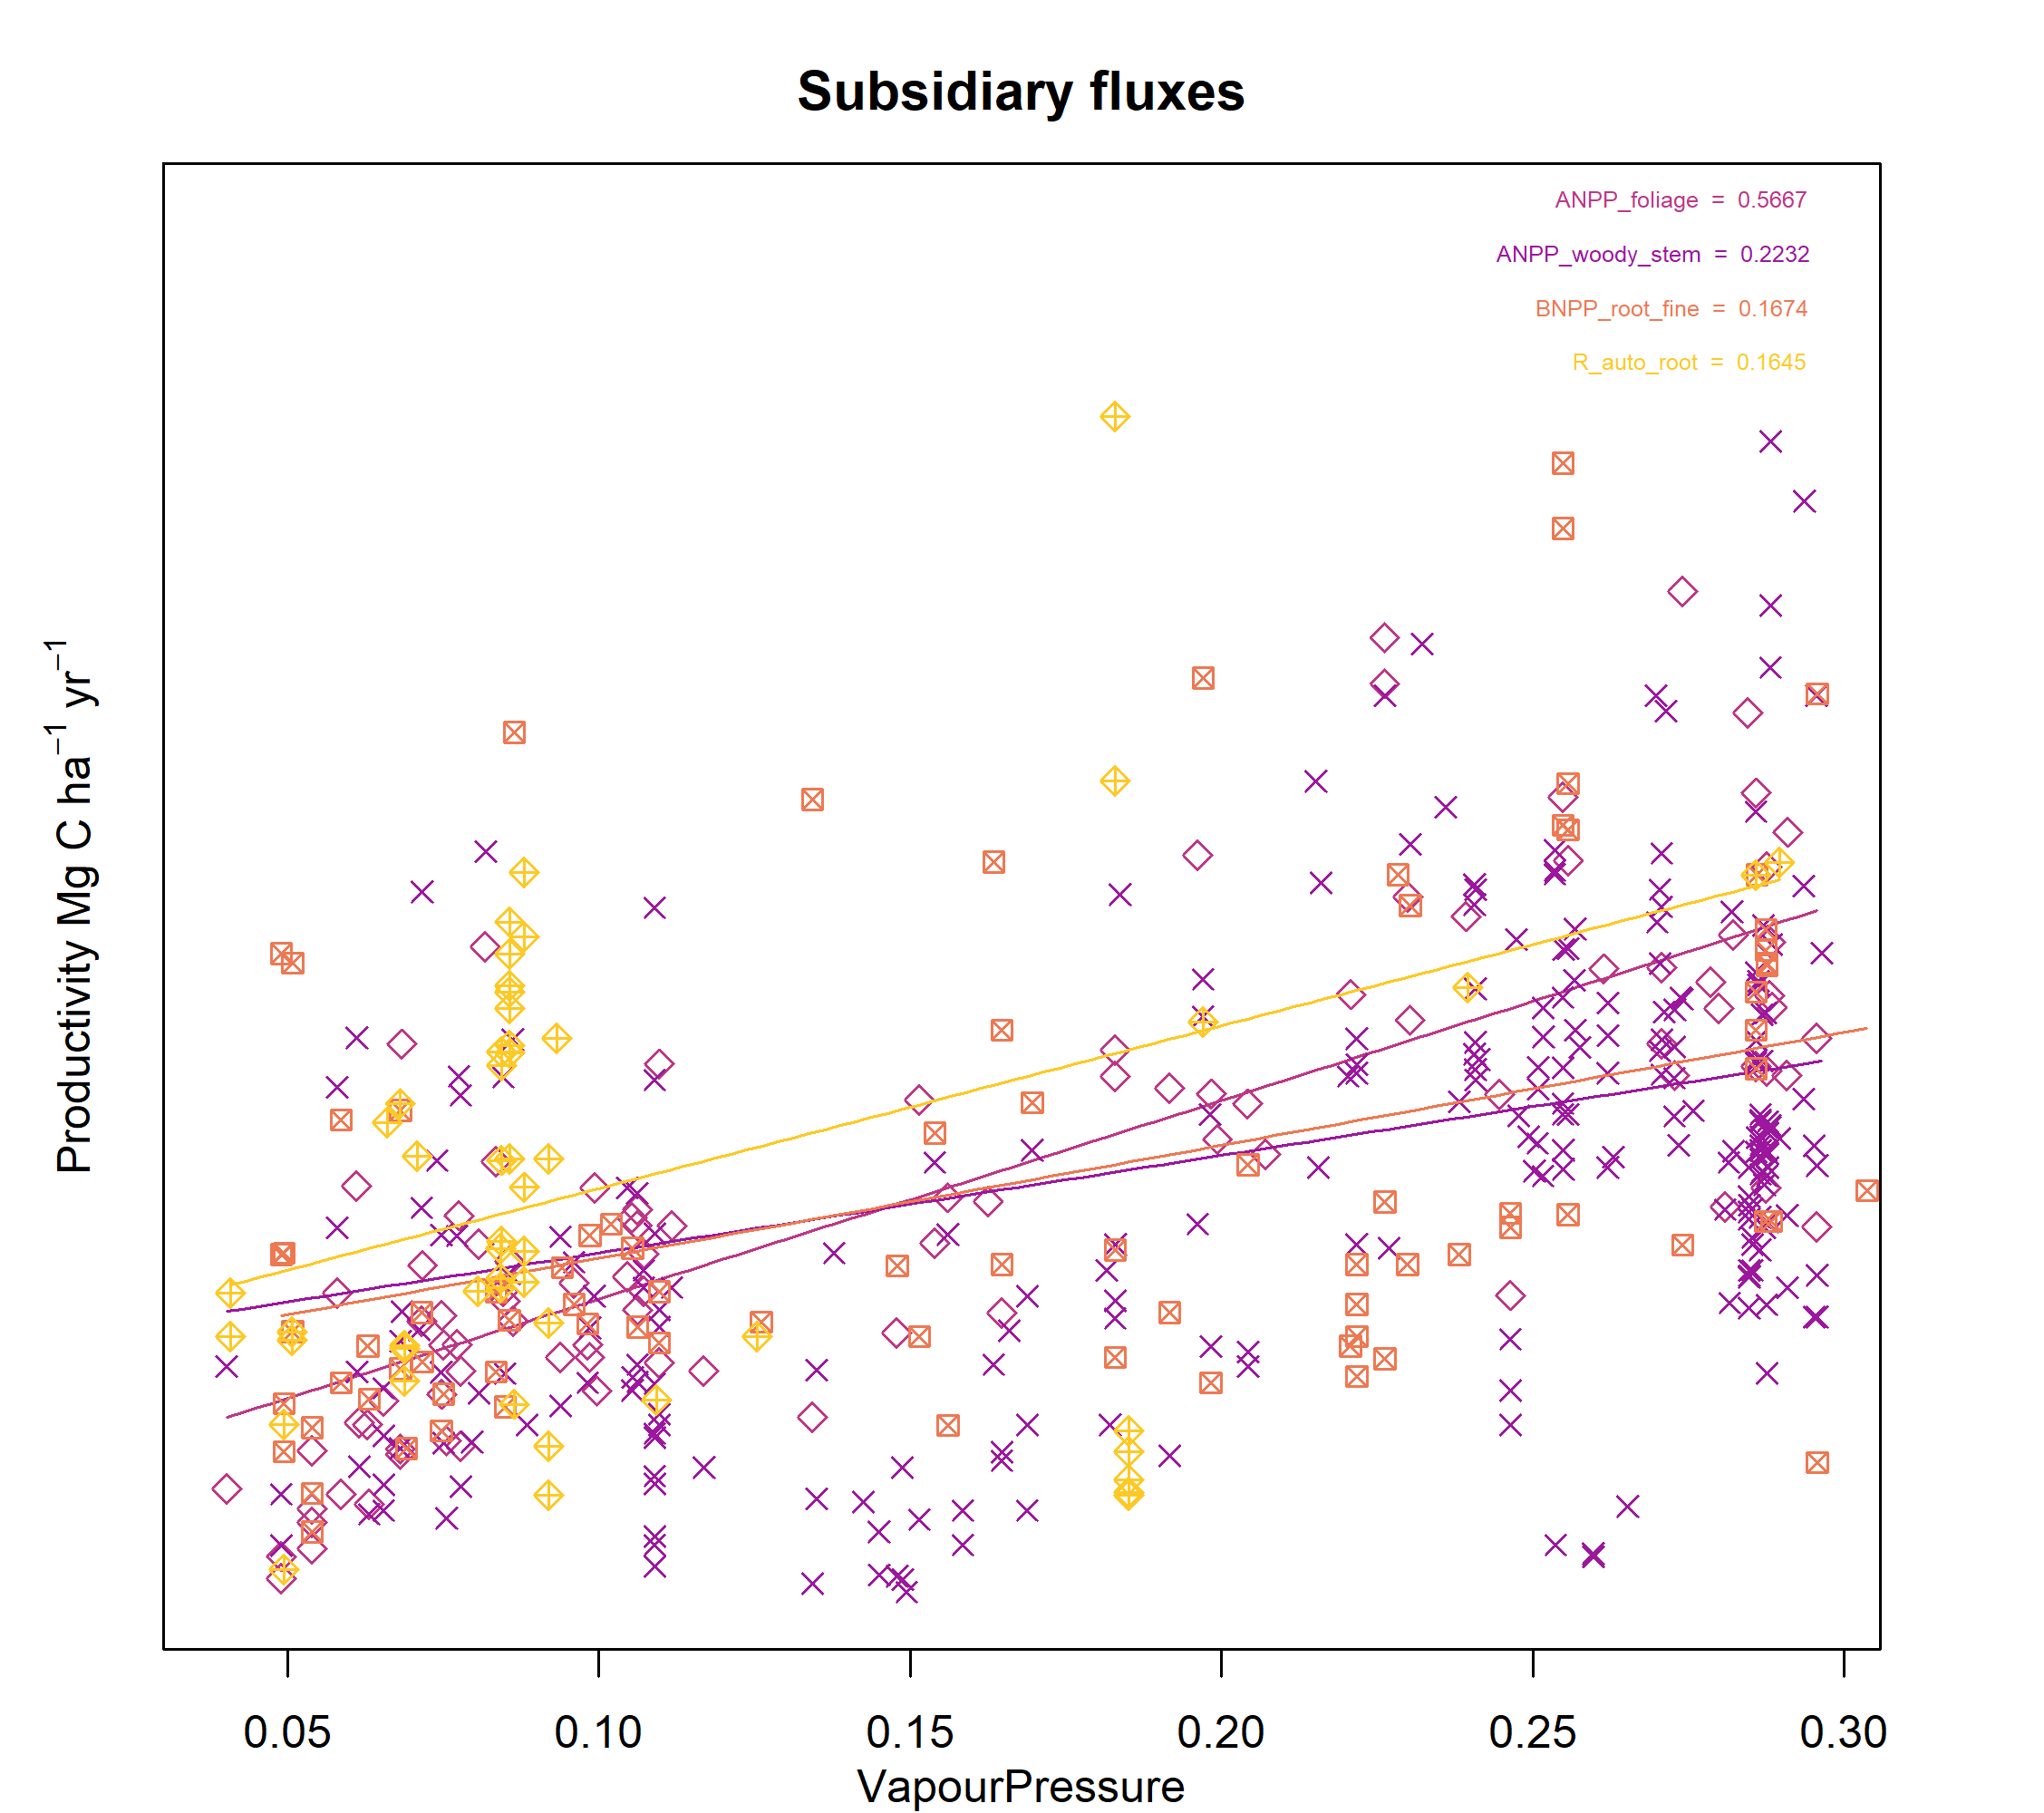 Subsidiary fluxes
ANPP_foliage = 0.5667
ANPP_woody_stem = 0.2232
BNPP_root_fine = 0.1674
R_auto_root = 0.1645
Productivity Mg C ha⁻¹ yr⁻¹
0.05 0.10 0.15 0.20 0.25 0.30
VapourPressure